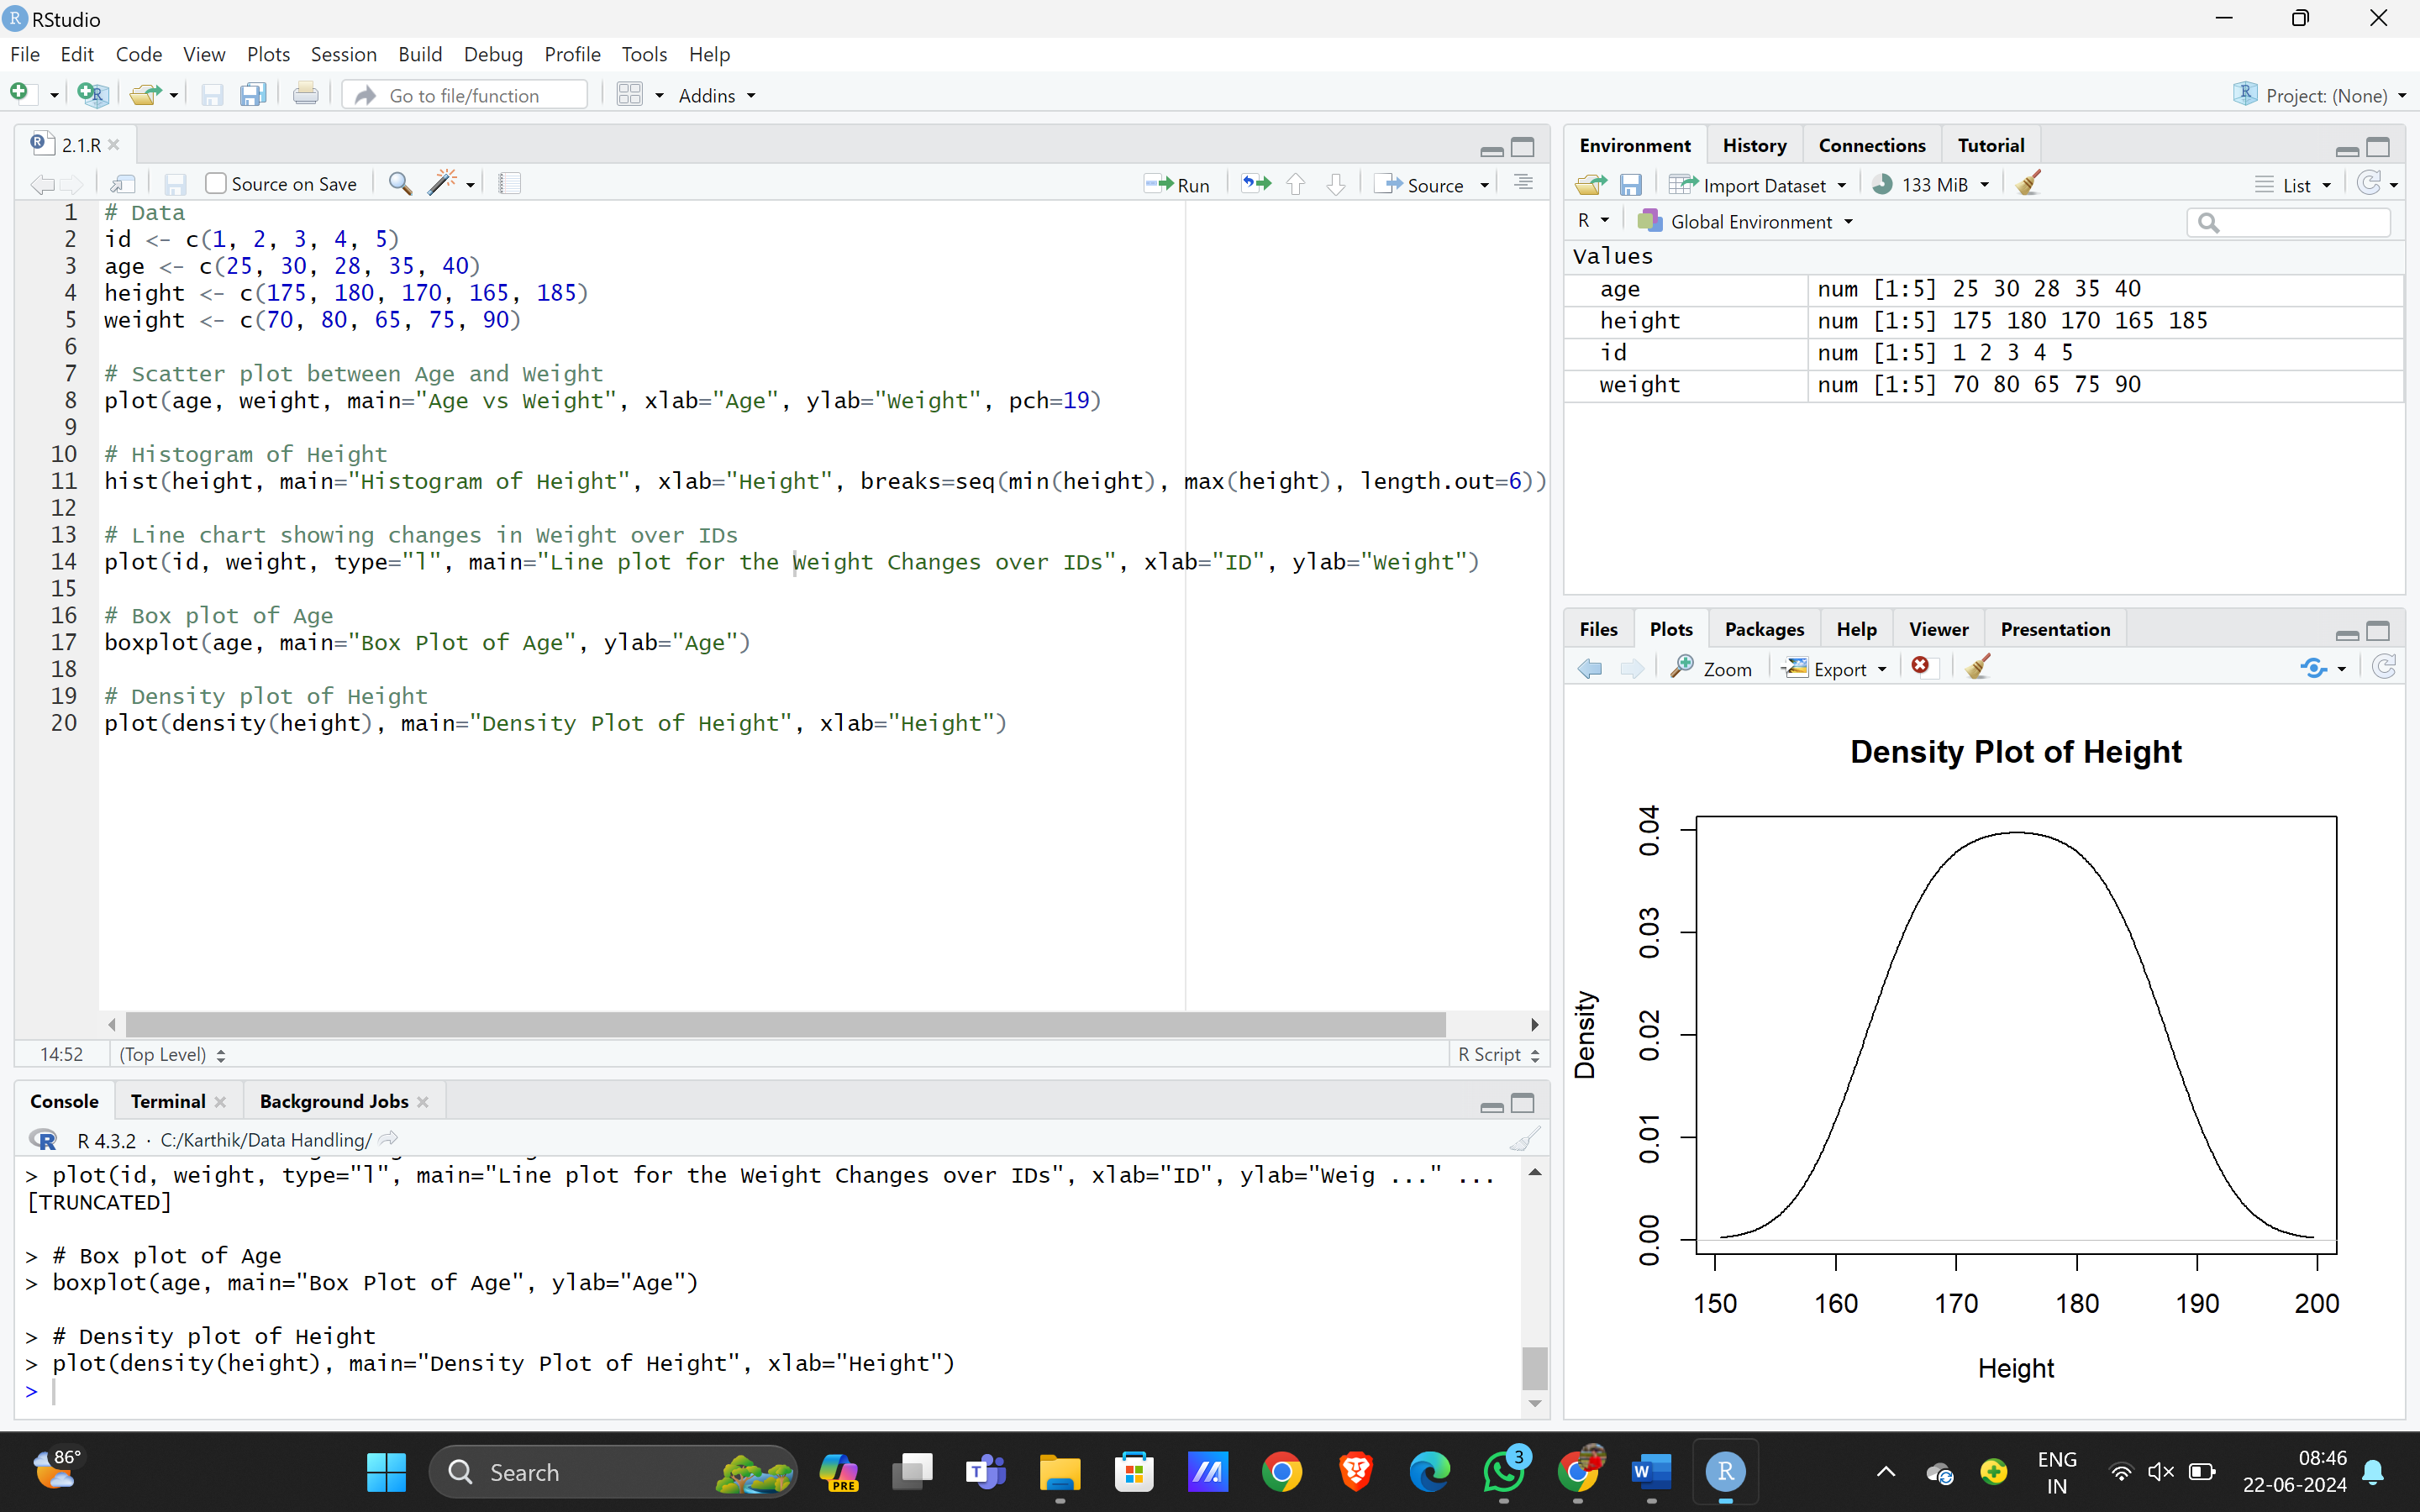 RStudio
File Edit Code View Plots Session Build Debug Profile Tools Help
Go to file/function Addins Project: (None)
2.1.R
Source on Save Run Source
1 # Data
2 id <- c(1, 2, 3, 4, 5)
3 age <- c(25, 30, 28, 35, 40)
4 height <- c(175, 180, 170, 165, 185)
5 weight <- c(70, 80, 65, 75, 90)
6
7 # Scatter plot between Age and Weight
8 plot(age, weight, main="Age vs Weight", xlab="Age", ylab="Weight", pch=19)
9
10 # Histogram of Height
11 hist(height, main="Histogram of Height", xlab="Height", breaks=seq(min(height), max(height), length.out=6))
12
13 # Line chart showing changes in Weight over IDs
14 plot(id, weight, type="l", main="Line plot for the Weight Changes over IDs", xlab="ID", ylab="Weight")
15
16 # Box plot of Age
17 boxplot(age, main="Box Plot of Age", ylab="Age")
18
19 # Density plot of Height
20 plot(density(height), main="Density Plot of Height", xlab="Height")
14:52 (Top Level) R Script
Console Terminal Background Jobs
R 4.3.2 · C:/Karthik/Data Handling/
> plot(id, weight, type="l", main="Line plot for the Weight Changes over IDs", xlab="ID", ylab="Weig ..." ...
[TRUNCATED]
> # Box plot of Age
> boxplot(age, main="Box Plot of Age", ylab="Age")
> # Density plot of Height
> plot(density(height), main="Density Plot of Height", xlab="Height")
>
Environment History Connections Tutorial
Import Dataset 133 MiB List
R Global Environment
Values
age num [1:5] 25 30 28 35 40
height num [1:5] 175 180 170 165 185
id num [1:5] 1 2 3 4 5
weight num [1:5] 70 80 65 75 90
Files Plots Packages Help Viewer Presentation
Zoom Export
Density Plot of Height
0.04
0.03
0.02
0.01
0.00
Density
150 160 170 180 190 200
Height
86° Search PRE 3 ENG 08:46
IN 22-06-2024